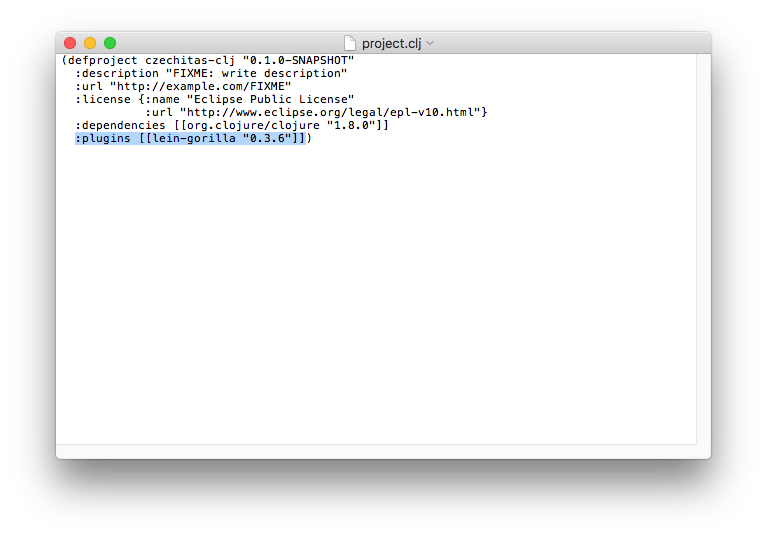 project.clj
(defproject czechitas-clj "0.1.0-SNAPSHOT"
  :description "FIXME: write description"
  :url "http://example.com/FIXME"
  :license {:name "Eclipse Public License"
            :url "http://www.eclipse.org/legal/epl-v10.html"}
  :dependencies [[org.clojure/clojure "1.8.0"]]
  :plugins [[lein-gorilla "0.3.6"]])